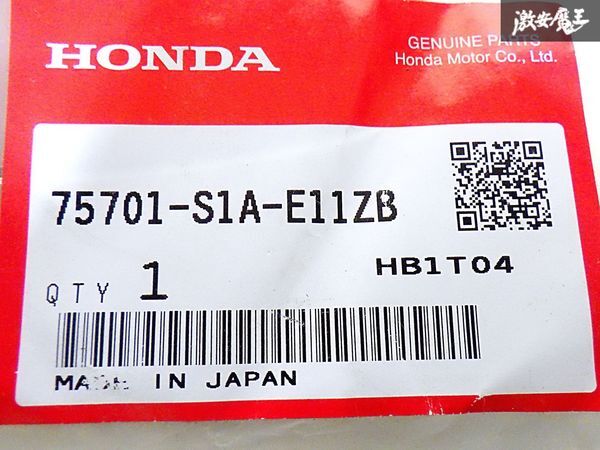 激安魔王
HONDA
GENUINE PARTS
Honda Motor Co., Ltd.
75701-S1A-E11ZB
HB1T04
QTY 1
MADE IN JAPAN